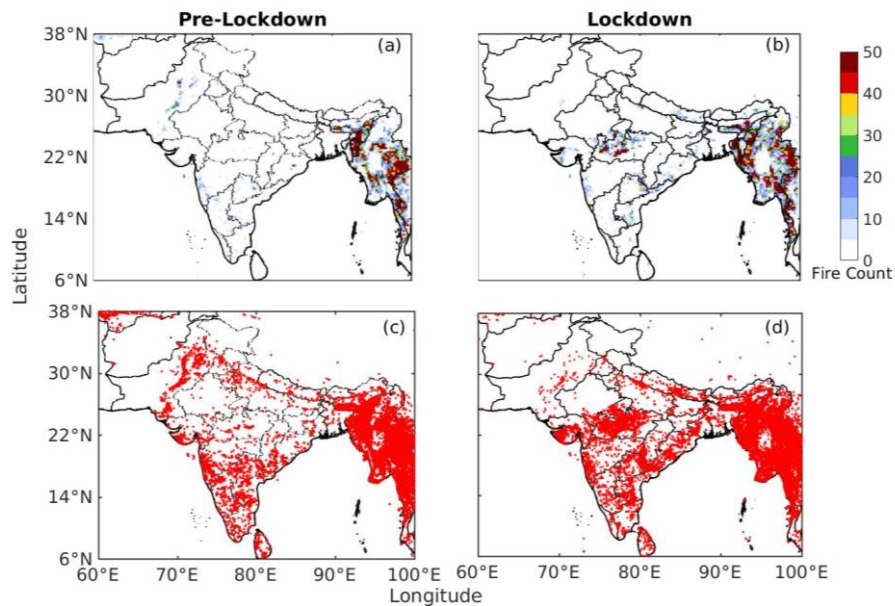 Pre-Lockdown
Lockdown
38°N
30°N
22°N
14°N
6°N
(a)
(b)
50
40
30
20
10
0
Fire Count
Latitude
38°N
30°N
22°N
14°N
6°N
(c)
(d)
60°E 70°E 80°E 90°E 100°E
60°E 70°E 80°E 90°E 100°E
Longitude